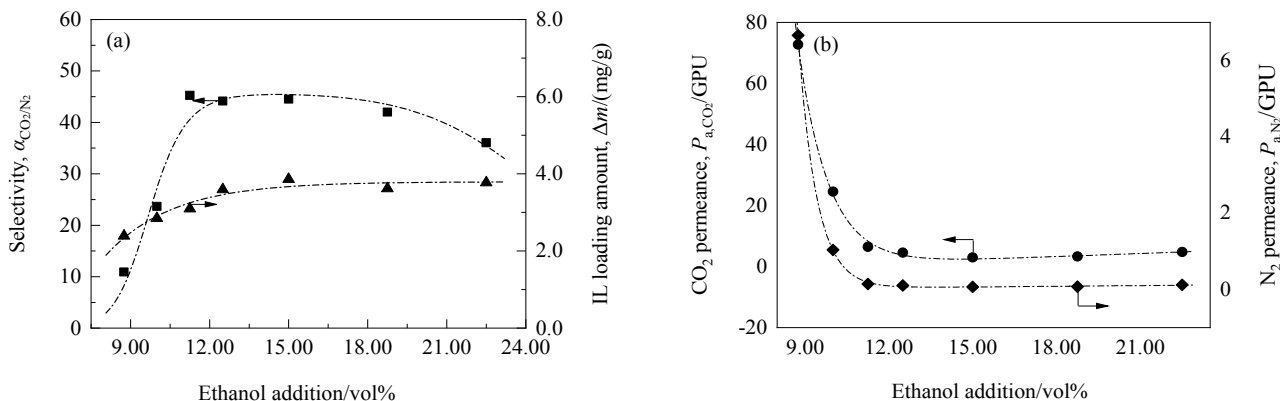 (a)
60
50
40
30
20
10
0
Selectivity, α_CO2/N2
8.0
6.0
4.0
2.0
0.0
IL loading amount, Δm/(mg/g)
9.00 12.00 15.00 18.00 21.00 24.00
Ethanol addition/vol%
(b)
80
60
40
20
0
-20
CO₂ permeance, P_a,CO₂/GPU
6
4
2
0
N₂ permeance, P_a,N₂/GPU
9.00 12.00 15.00 18.00 21.00
Ethanol addition/vol%